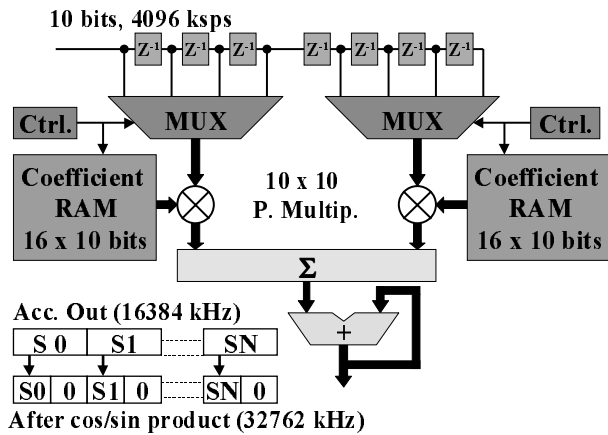 10 bits, 4096 ksps
Z-1 Z-1 Z-1 Z-1 Z-1 Z-1 Z-1
MUX MUX
Ctrl. Ctrl.
Coefficient
RAM
16 x 10 bits
10 x 10
P. Multip.
Coefficient
RAM
16 x 10 bits
Σ
+
Acc. Out (16384 kHz)
S 0 S1 SN
S0 0 S1 0 SN 0
After cos/sin product (32762 kHz)